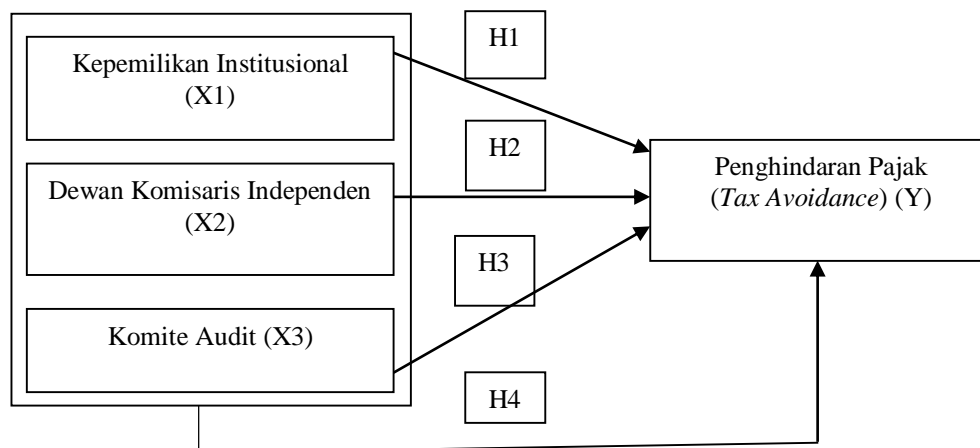 Kepemilikan Institusional
(X1)
Dewan Komisaris Independen
(X2)
Komite Audit (X3)
H1
H2
H3
H4
Penghindaran Pajak
(Tax Avoidance) (Y)